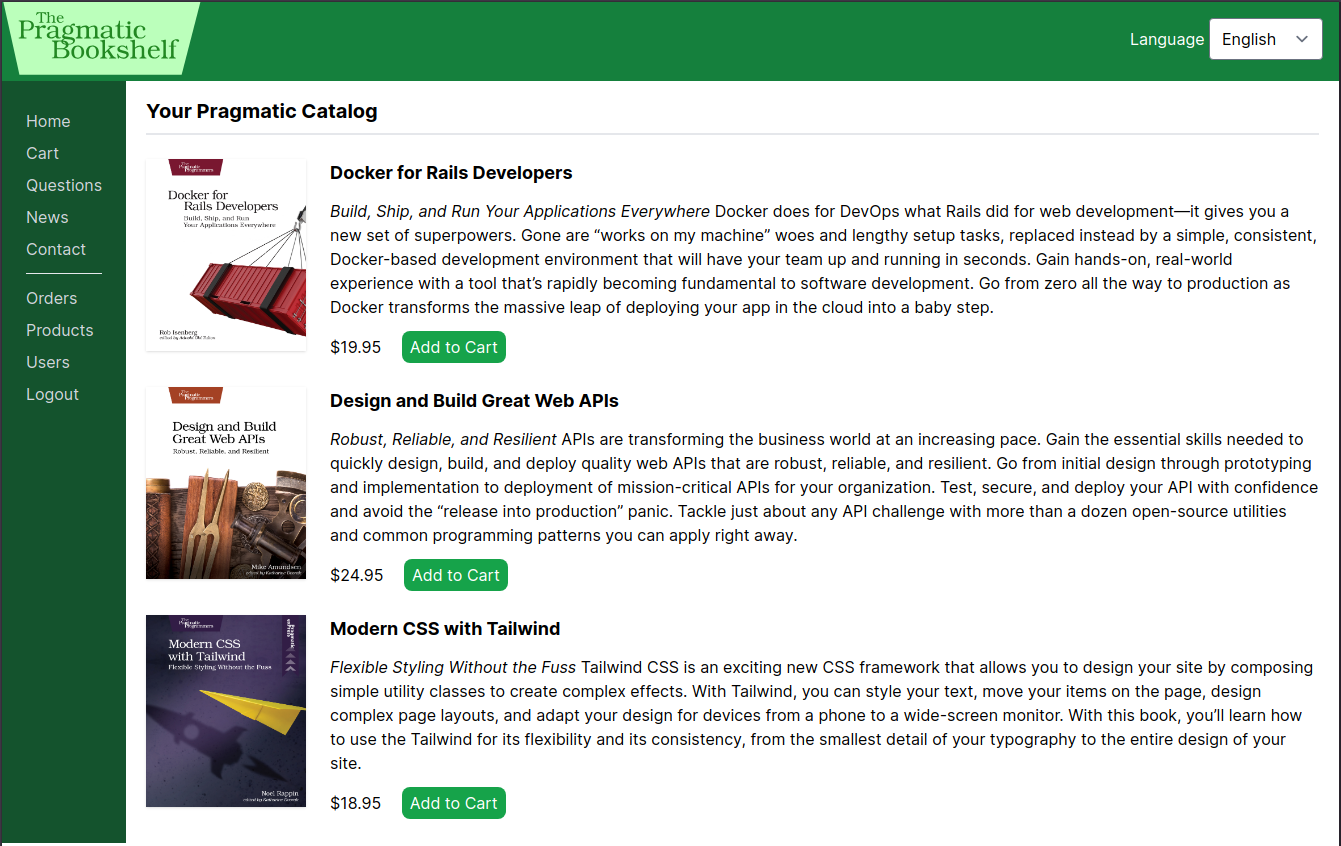 The
Pragmatic
Bookshelf
Language English
Home
Cart
Questions
News
Contact
Orders
Products
Users
Logout
Your Pragmatic Catalog
The
Pragmatic
Programmers
Docker for
Rails Developers
Build, Ship, and Run
Your Applications Everywhere
Rob Isenberg
Docker for Rails Developers
Build, Ship, and Run Your Applications Everywhere Docker does for DevOps what Rails did for web development—it gives you a
new set of superpowers. Gone are “works on my machine” woes and lengthy setup tasks, replaced instead by a simple, consistent,
Docker-based development environment that will have your team up and running in seconds. Gain hands-on, real-world
experience with a tool that’s rapidly becoming fundamental to software development. Go from zero all the way to production as
Docker transforms the massive leap of deploying your app in the cloud into a baby step.
$19.95 Add to Cart
The
Pragmatic
Programmers
Design and Build
Great Web APIs
Robust, Reliable, and Resilient
Mike Amundsen
Design and Build Great Web APIs
Robust, Reliable, and Resilient APIs are transforming the business world at an increasing pace. Gain the essential skills needed to
quickly design, build, and deploy quality web APIs that are robust, reliable, and resilient. Go from initial design through prototyping
and implementation to deployment of mission-critical APIs for your organization. Test, secure, and deploy your API with confidence
and avoid the “release into production” panic. Tackle just about any API challenge with more than a dozen open-source utilities
and common programming patterns you can apply right away.
$24.95 Add to Cart
The
Pragmatic
Programmers
Modern CSS
with Tailwind
Flexible Styling Without the Fuss
Noel Rappin
Modern CSS with Tailwind
Flexible Styling Without the Fuss Tailwind CSS is an exciting new CSS framework that allows you to design your site by composing
simple utility classes to create complex effects. With Tailwind, you can style your text, move your items on the page, design
complex page layouts, and adapt your design for devices from a phone to a wide-screen monitor. With this book, you’ll learn how
to use the Tailwind for its flexibility and its consistency, from the smallest detail of your typography to the entire design of your
site.
$18.95 Add to Cart